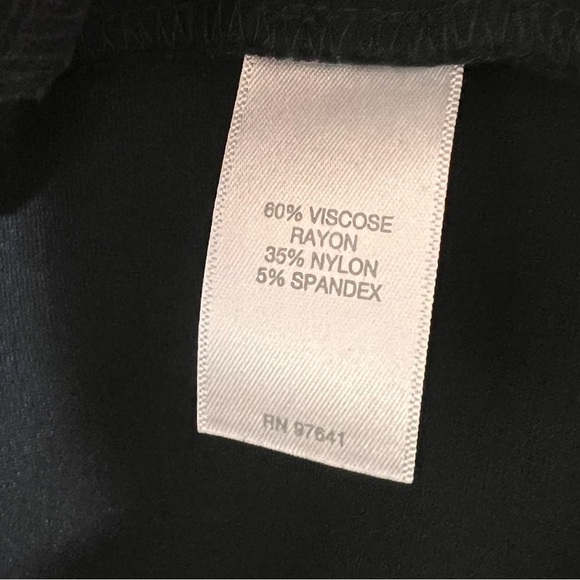 60% VISCOSE
RAYON
35% NYLON
5% SPANDEX
RN 97641